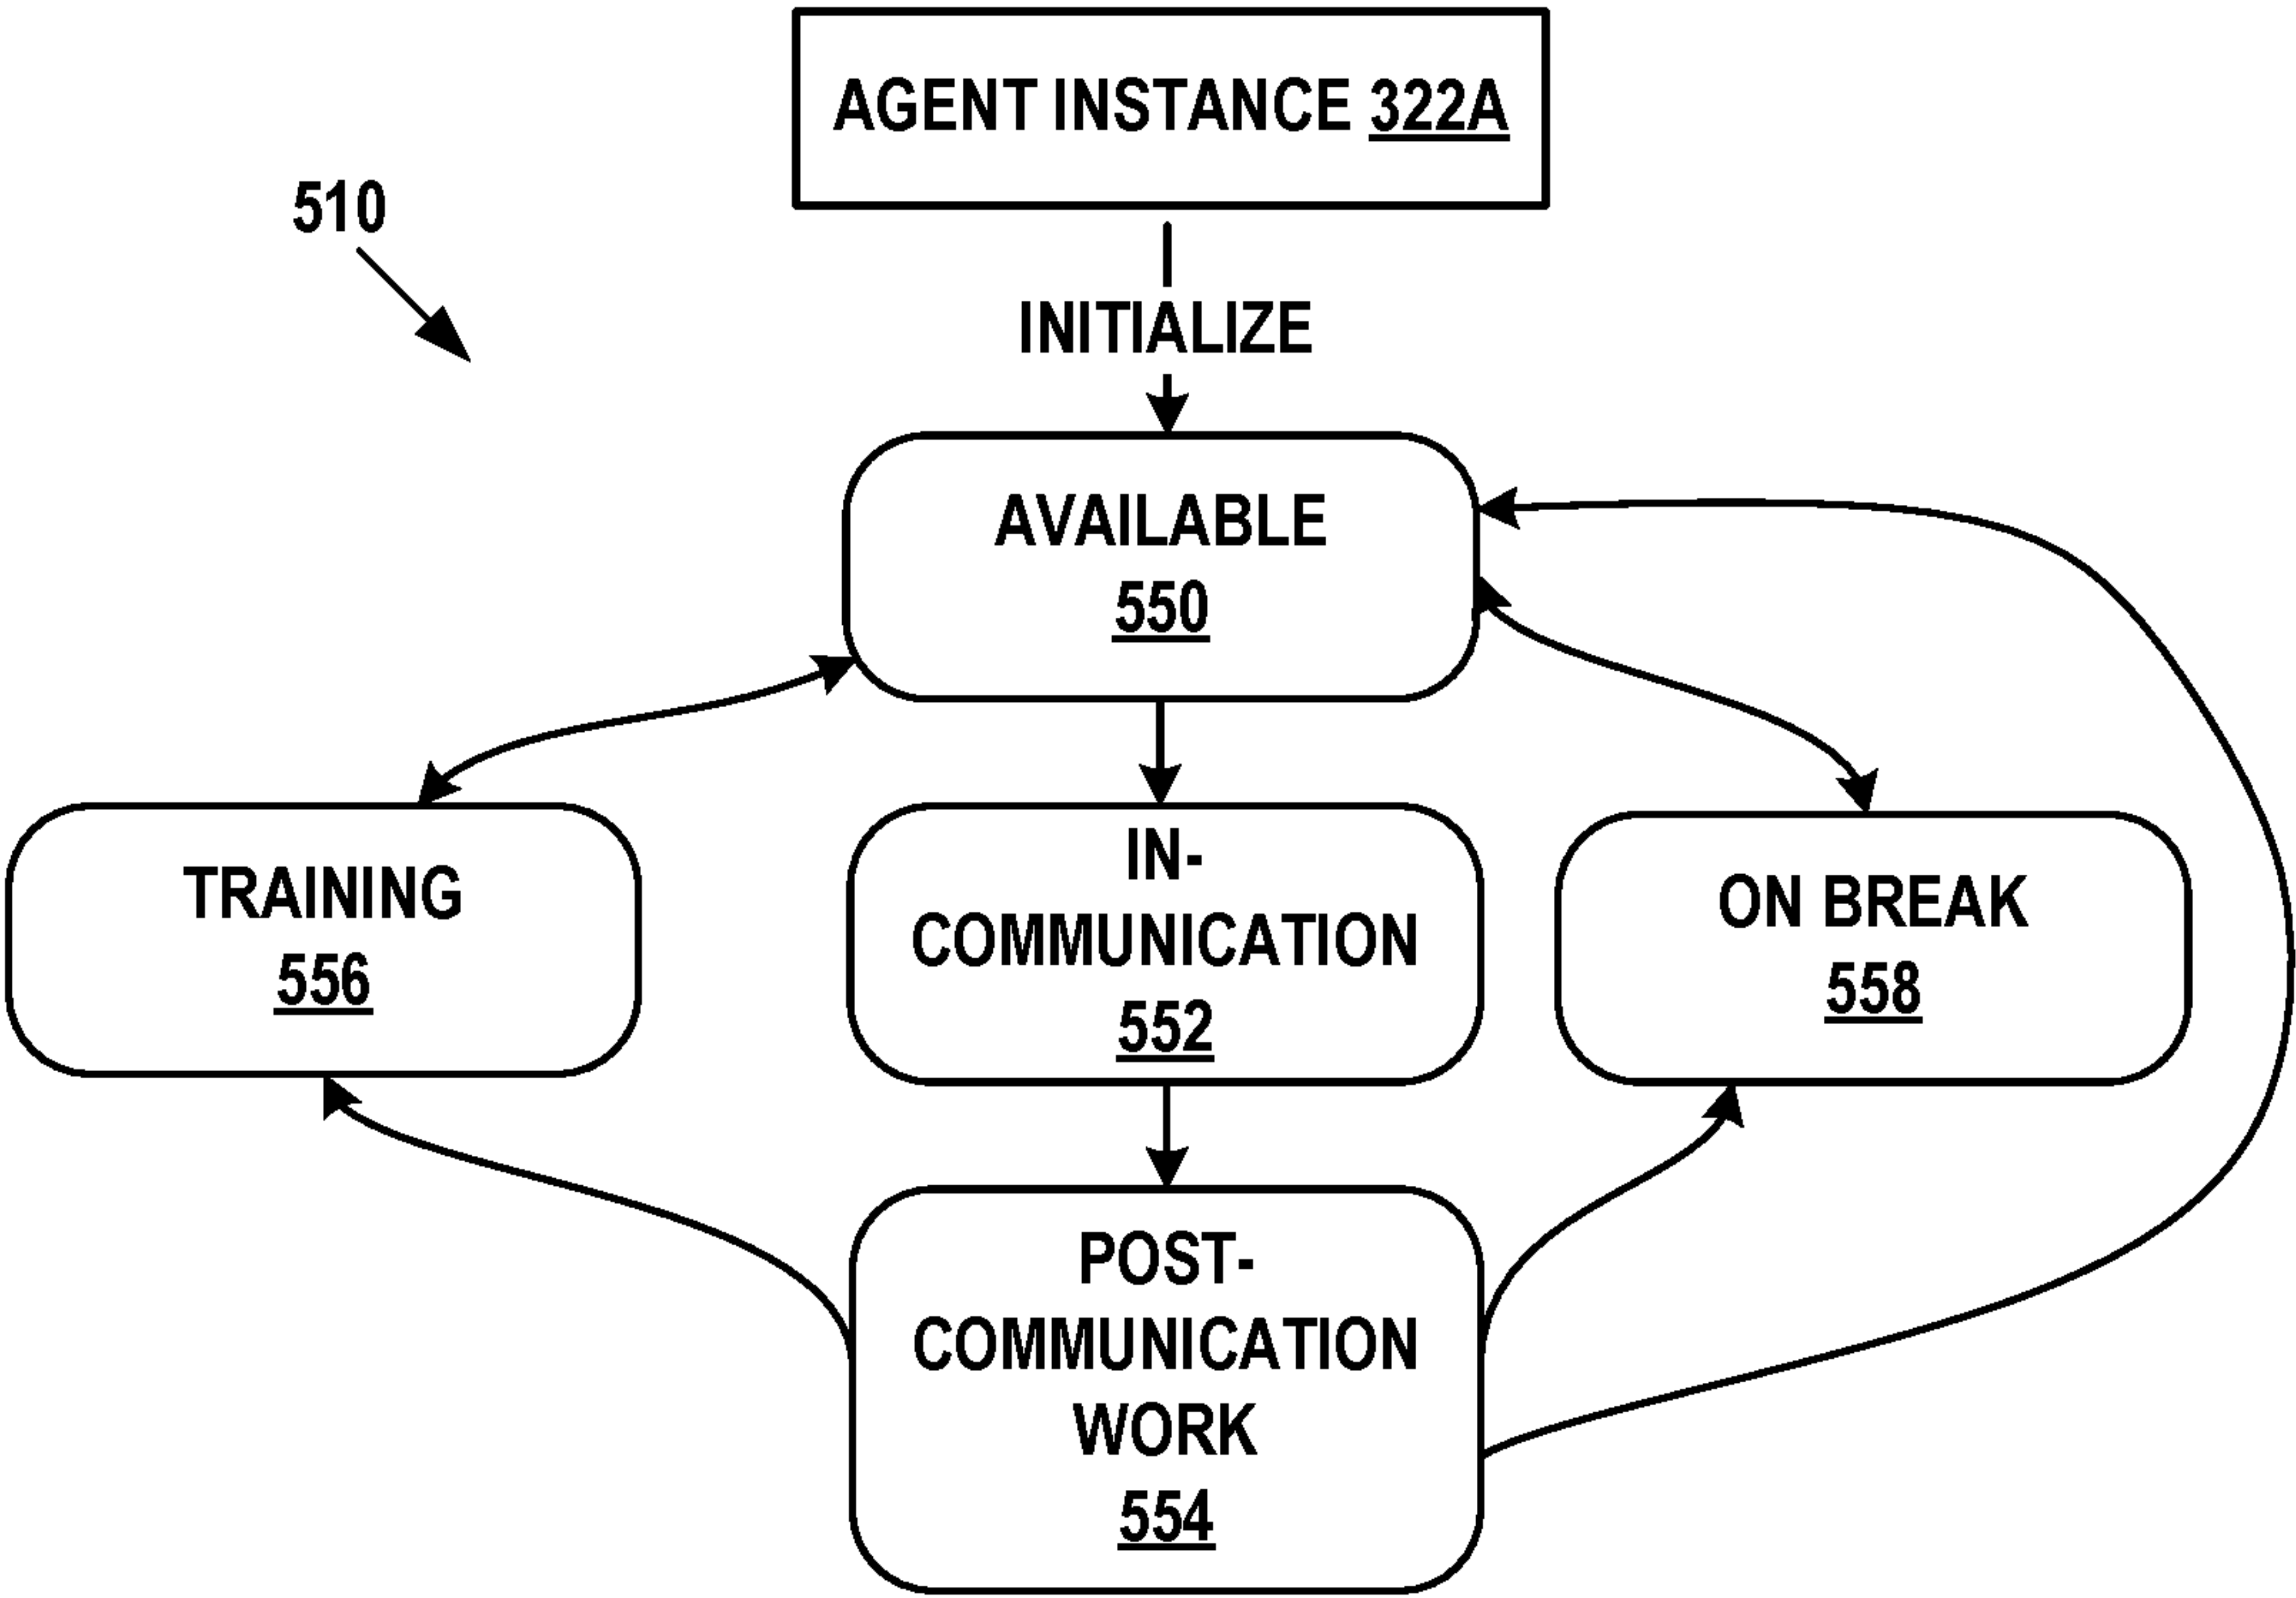 AGENT INSTANCE 322A
510
INITIALIZE
AVAILABLE
550
TRAINING
556
IN-
COMMUNICATION
552
ON BREAK
558
POST-
COMMUNICATION
WORK
554